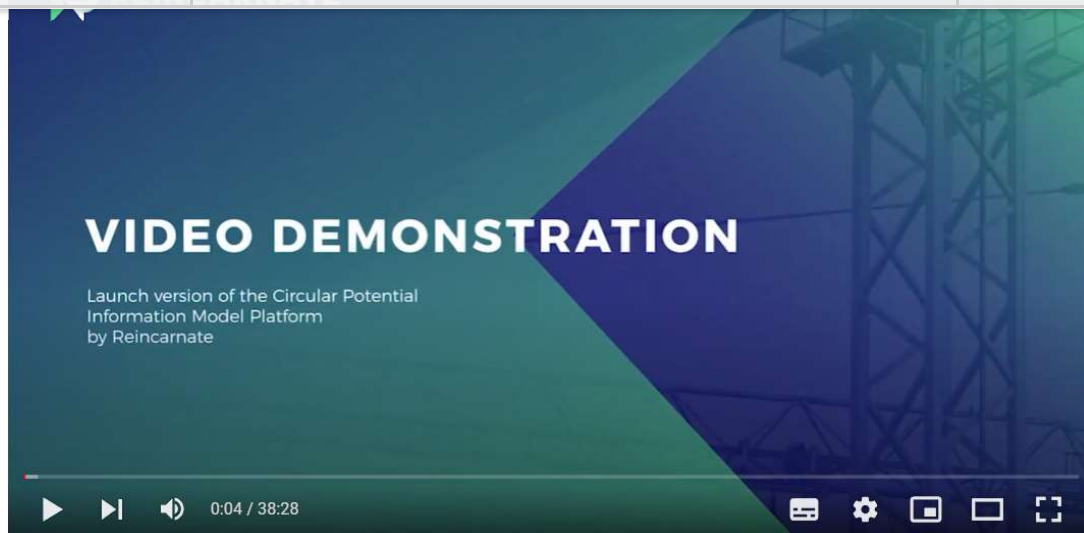 VIDEO DEMONSTRATION
Launch version of the Circular Potential
Information Model Platform
by Reincarnate
0:04 / 38:28